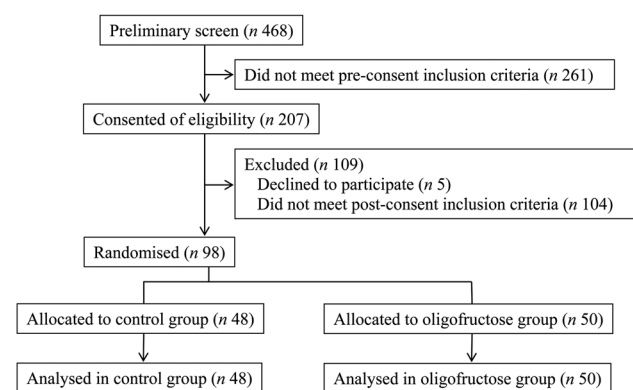 Preliminary screen (n 468)
Did not meet pre-consent inclusion criteria (n 261)
Consented of eligibility (n 207)
Excluded (n 109)
Declined to participate (n 5)
Did not meet post-consent inclusion criteria (n 104)
Randomised (n 98)
Allocated to control group (n 48)
Allocated to oligofructose group (n 50)
Analysed in control group (n 48)
Analysed in oligofructose group (n 50)